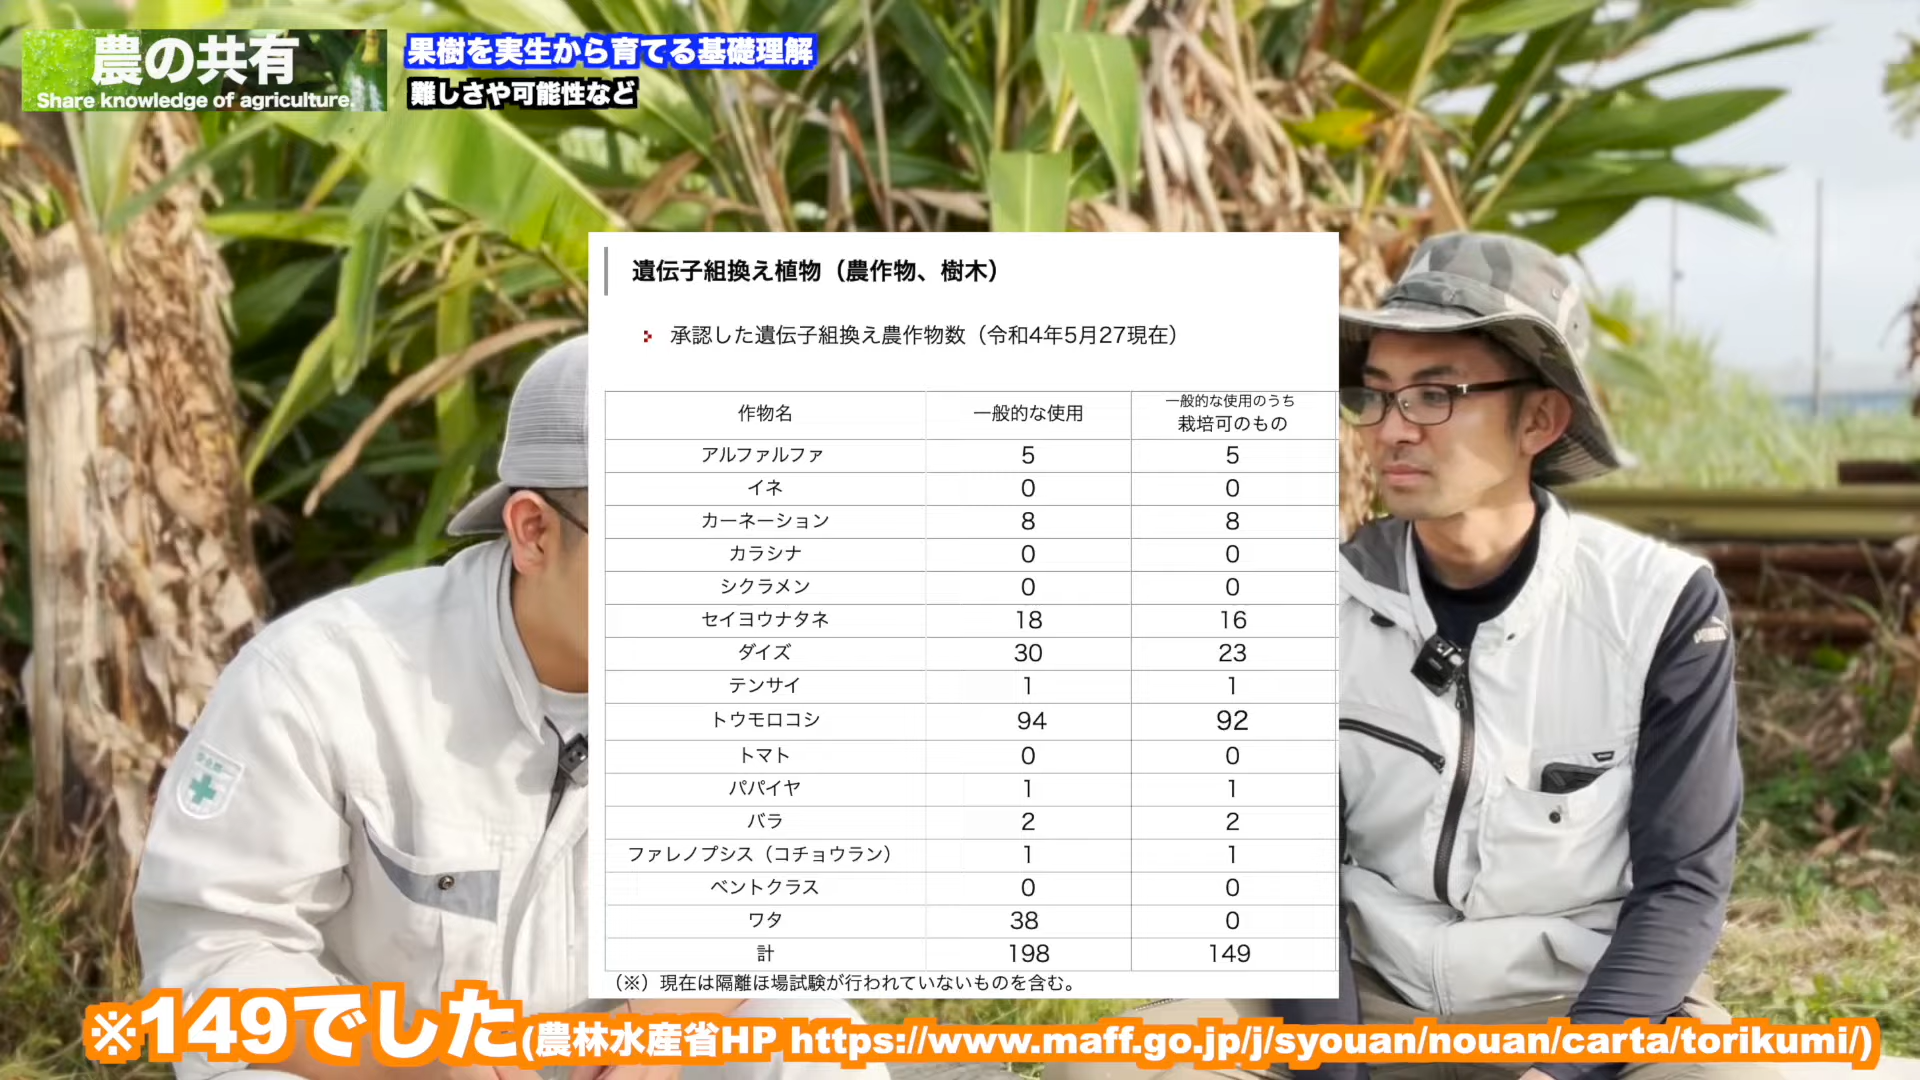 農の共有
Share knowledge of agriculture.
果樹を実生から育てる基礎理解
難しさや可能性など
遺伝子組換え植物（農作物、樹木）
承認した遺伝子組換え農作物数（令和4年5月27現在）
作物名 一般的な使用 一般的な使用のうち
栽培可のもの
アルファルファ 5 5
イネ 0 0
カーネーション 8 8
カラシナ 0 0
シクラメン 0 0
セイヨウナタネ 18 16
ダイズ 30 23
テンサイ 1 1
トウモロコシ 94 92
トマト 0 0
パパイヤ 1 1
バラ 2 2
ファレノプシス（コチョウラン） 1 1
ベントクラス 0 0
ワタ 38 0
計 198 149
（※）現在は隔離ほ場試験が行われていないものを含む。
※149でした(農林水産省HP https://www.maff.go.jp/j/syouan/nouan/carta/torikumi/)